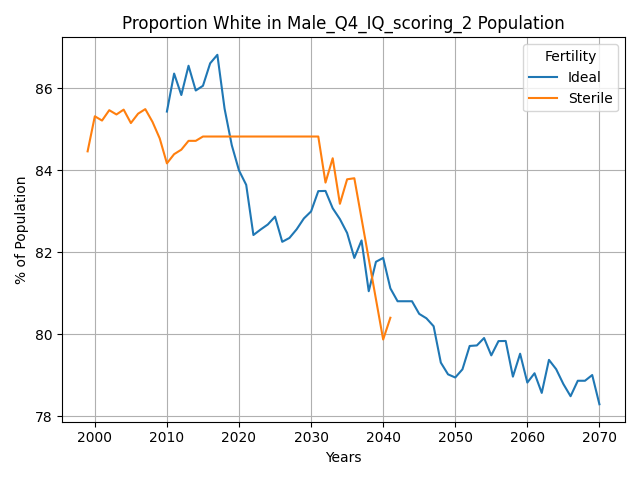 Proportion White in Male_Q4_IQ_scoring_2 Population
Fertility
Ideal
Sterile
% of Population
86
84
82
80
78
2000 2010 2020 2030 2040 2050 2060 2070
Years